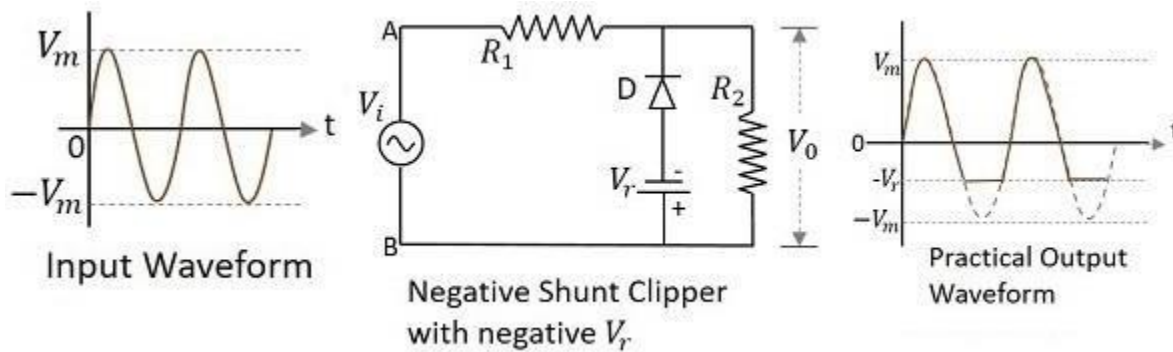 V_m
0
t
−V_m
Input Waveform
A
R_1
V_i
D
R_2
V_0
V_r
-
+
B
Negative Shunt Clipper
with negative V_r
V_m
0
t
-V_r
−V_m
Practical Output
Waveform